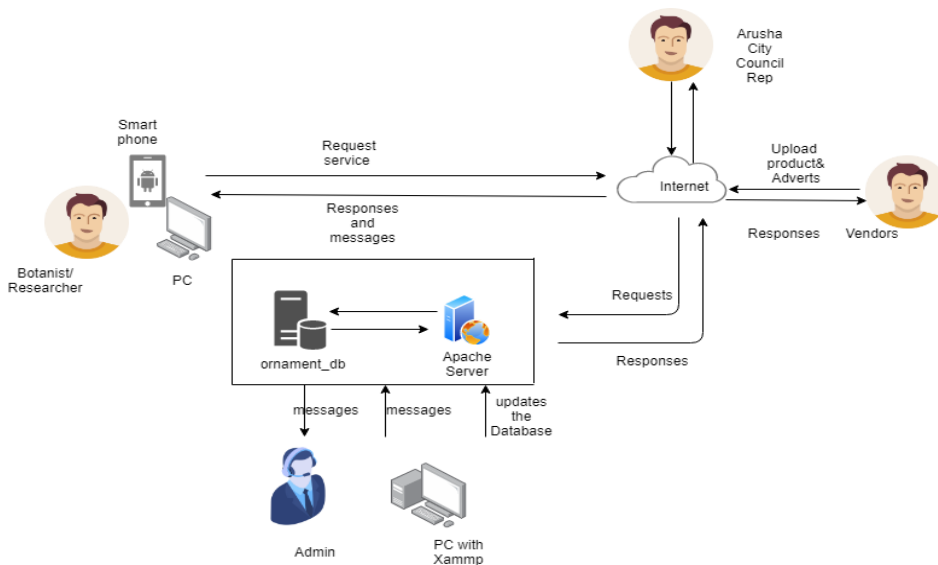 Arusha
City
Council
Rep
Smart
phone
Request
service
Upload
product&
Adverts
Internet
Responses
and
messages
Responses
Vendors
Botanist/
Researcher
PC
Requests
Responses
ornament_db
Apache
Server
messages
messages
updates
the
Database
Admin
PC with
Xammp